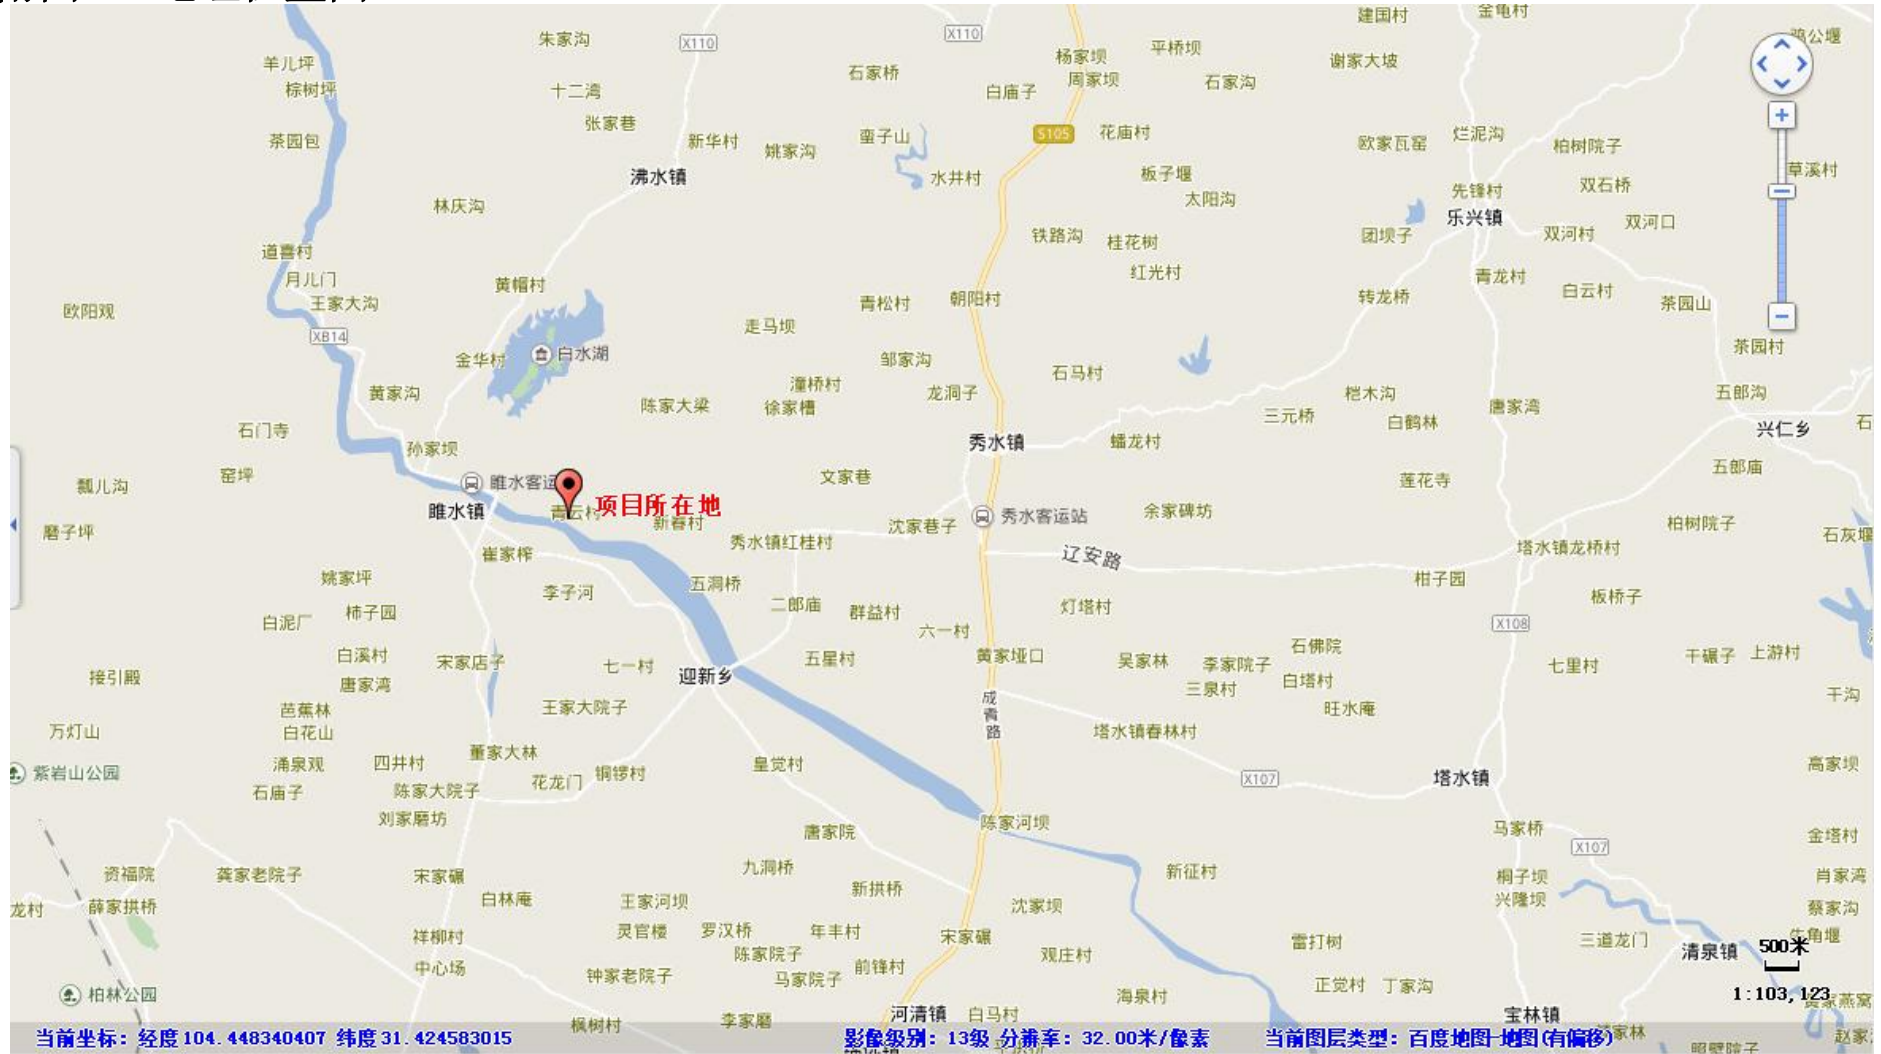 建国村
金龟村
朱家沟
X110
X110
鸡公堰
杨家坝
平桥坝
羊儿坪
石家桥
周家坝
石家沟
谢家大坡
棕树坪
十二湾
白庙子
张家巷
茶园包
新华村
姚家沟
蛮子山
S105
花庙村
欧家瓦窑
烂泥沟
柏树院子
沸水镇
水井村
板子堰
草溪村
太阳沟
先锋村
双石桥
林庆沟
乐兴镇
双河口
铁路沟
桂花树
团坝子
双河村
道喜村
月儿门
黄帽村
红光村
青龙村
欧阳观
王家大沟
青松村
朝阳村
转龙桥
白云村
茶园山
XB14
走马坝
金华村
白水湖
邹家沟
石马村
茶园村
黄家沟
潼桥村
龙洞子
桤木沟
五郎沟
陈家大梁
徐家槽
三元桥
白鹤林
唐家湾
石门寺
孙家坝
秀水镇
蟠龙村
兴仁乡
石
窑坪
瓢儿沟
睢水客运
文家巷
莲花寺
五郎庙
睢水镇
青云村
项目所在地
新春村
沈家巷子
秀水客运站
余家碑坊
柏树院子
磨子坪
石灰堰
崔家榨
秀水镇红桂村
辽安路
塔水镇龙桥村
姚家坪
李子河
五洞桥
柑子园
白泥厂
柿子园
二郎庙
群益村
灯塔村
板桥子
六一村
X108
白溪村
宋家店子
七一村
五星村
黄家垭口
吴家林
李家院子
石佛院
七里村
干碾子
上游村
接引殿
唐家湾
迎新乡
三泉村
白塔村
干沟
芭蕉林
王家大院子
成青路
旺水庵
万灯山
白花山
塔水镇春林村
董家大林
紫岩山公园
涌泉观
四井村
花龙门
铜锣村
皇觉村
X107
塔水镇
高家坝
石庙子
陈家大院子
刘家磨坊
唐家院
陈家河坝
马家桥
金塔村
X107
资福院
龚家老院子
宋家碾
九洞桥
新拱桥
新征村
桐子坝
肖家湾
龙村
薛家拱桥
白林庵
王家河坝
沈家坝
兴隆坝
蔡家沟
祥柳村
灵官楼
罗汉桥
年丰村
宋家碾
雷打树
三道龙门
牛角堰
中心场
陈家院子
观庄村
清泉镇
500米
柏林公园
钟家老院子
马家院子
前锋村
海泉村
正觉村
丁家沟
1:103,123
枫树村
李家磨
河清镇
白马村
宝林镇
当前坐标：经度104.448340407 纬度31.424583015
影像级别：13级 分辨率：32.00米/像素
当前图层类型：百度地图-地图(有偏移)
赵家
照壁院子